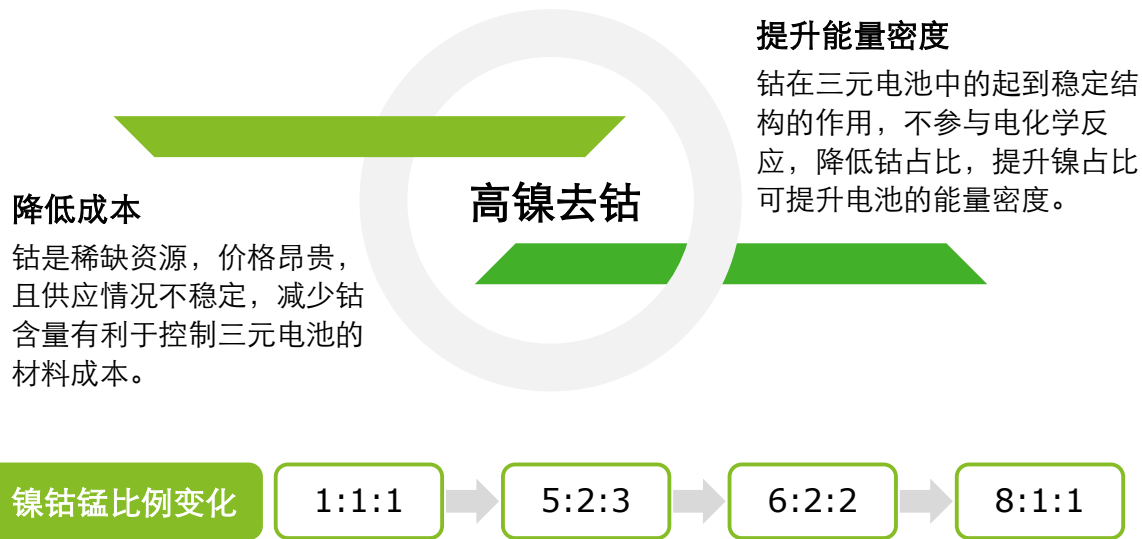 提升能量密度
钴在三元电池中的起到稳定结
构的作用，不参与电化学反
应，降低钴占比，提升镍占比
可提升电池的能量密度。
高镍去钴
降低成本
钴是稀缺资源，价格昂贵，
且供应情况不稳定，减少钴
含量有利于控制三元电池的
材料成本。
镍钴锰比例变化 1:1:1 5:2:3 6:2:2 8:1:1